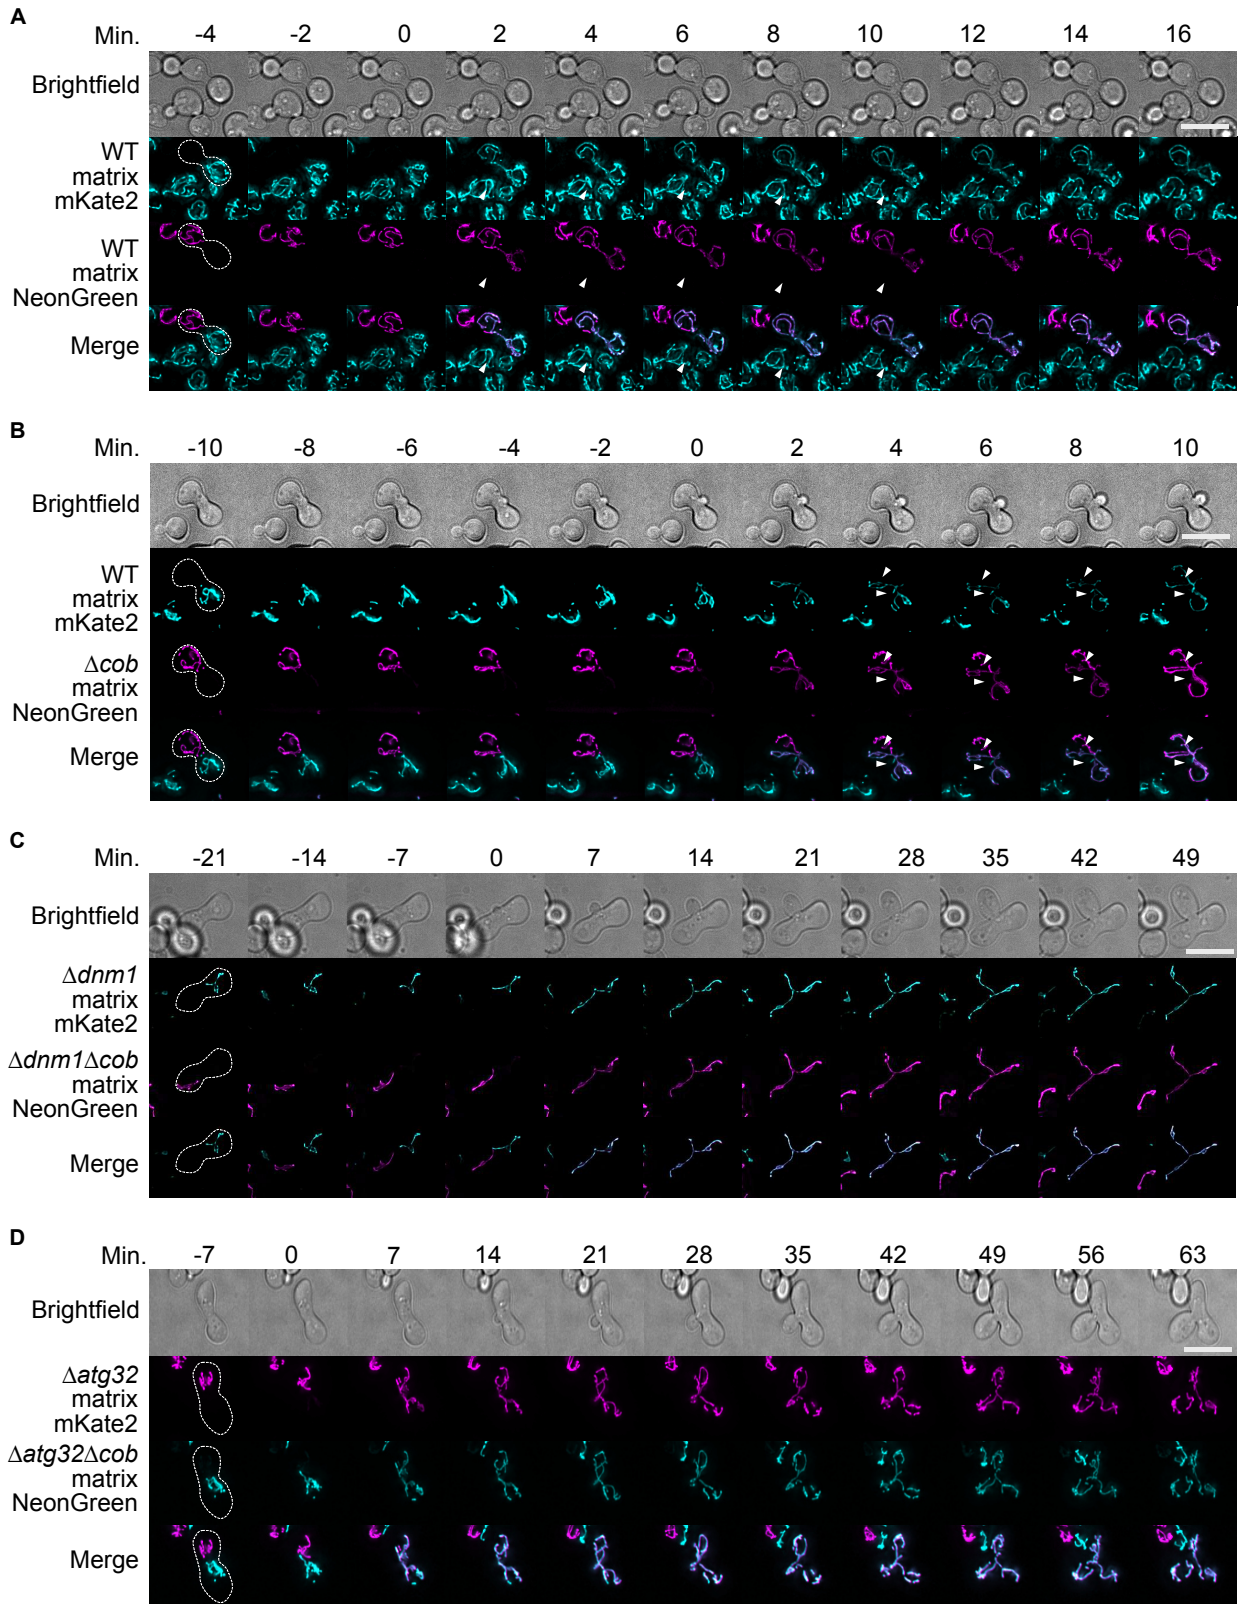 A
Min. -4 -2 0 2 4 6 8 10 12 14 16
Brightfield
WT
matrix
mKate2
WT
matrix
NeonGreen
Merge
B
Min. -10 -8 -6 -4 -2 0 2 4 6 8 10
Brightfield
WT
matrix
mKate2
Δcob
matrix
NeonGreen
Merge
C
Min. -21 -14 -7 0 7 14 21 28 35 42 49
Brightfield
Δdnm1
matrix
mKate2
Δdnm1Δcob
matrix
NeonGreen
Merge
D
Min. -7 0 7 14 21 28 35 42 49 56 63
Brightfield
Δatg32
matrix
mKate2
Δatg32Δcob
matrix
NeonGreen
Merge